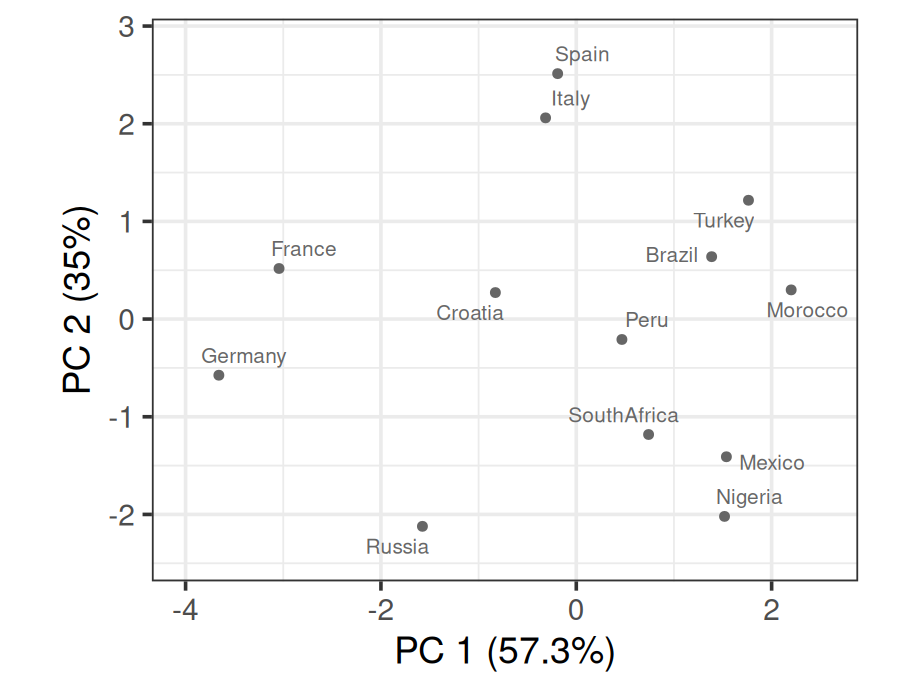 3
Spain
Italy
2
Turkey
1
France
Brazil
Morocco
Croatia
0
Peru
Germany
-1
SouthAfrica
Mexico
Nigeria
-2
Russia
PC 2 (35%)
-4
-2
0
2
PC 1 (57.3%)